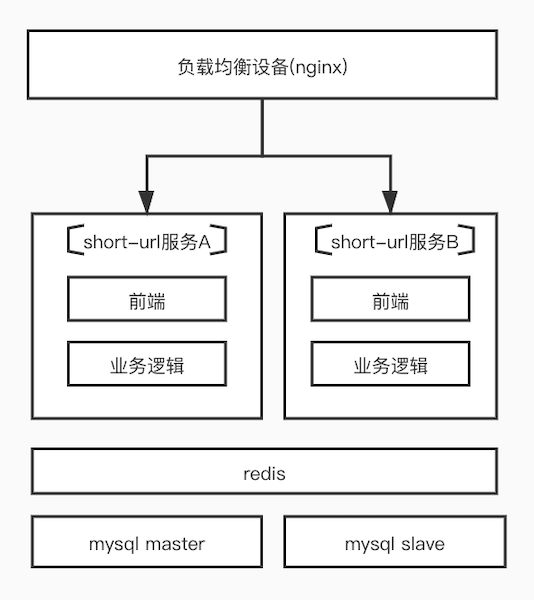 负载均衡设备(nginx)
short-url服务A
short-url服务B
前端
前端
业务逻辑
业务逻辑
redis
mysql master
mysql slave